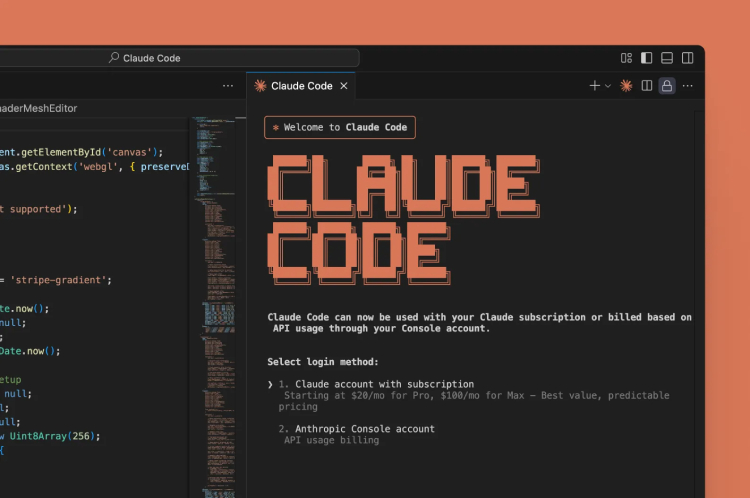 Claude Code
Claude Code
aderMeshEditor
ent.getElementById('canvas');
as.getContext('webgl', { preserveD
t supported');
= 'stripe-gradient';
te.now();
null;
;
Date.now();
etup
null;
l;
ull;
w Uint8Array(256);
{
✻ Welcome to Claude Code
CLAUDE
CODE
Claude Code can now be used with your Claude subscription or billed based on
API usage through your Console account.
Select login method:
❯ 1. Claude account with subscription
Starting at $20/mo for Pro, $100/mo for Max – Best value, predictable
pricing
2. Anthropic Console account
API usage billing